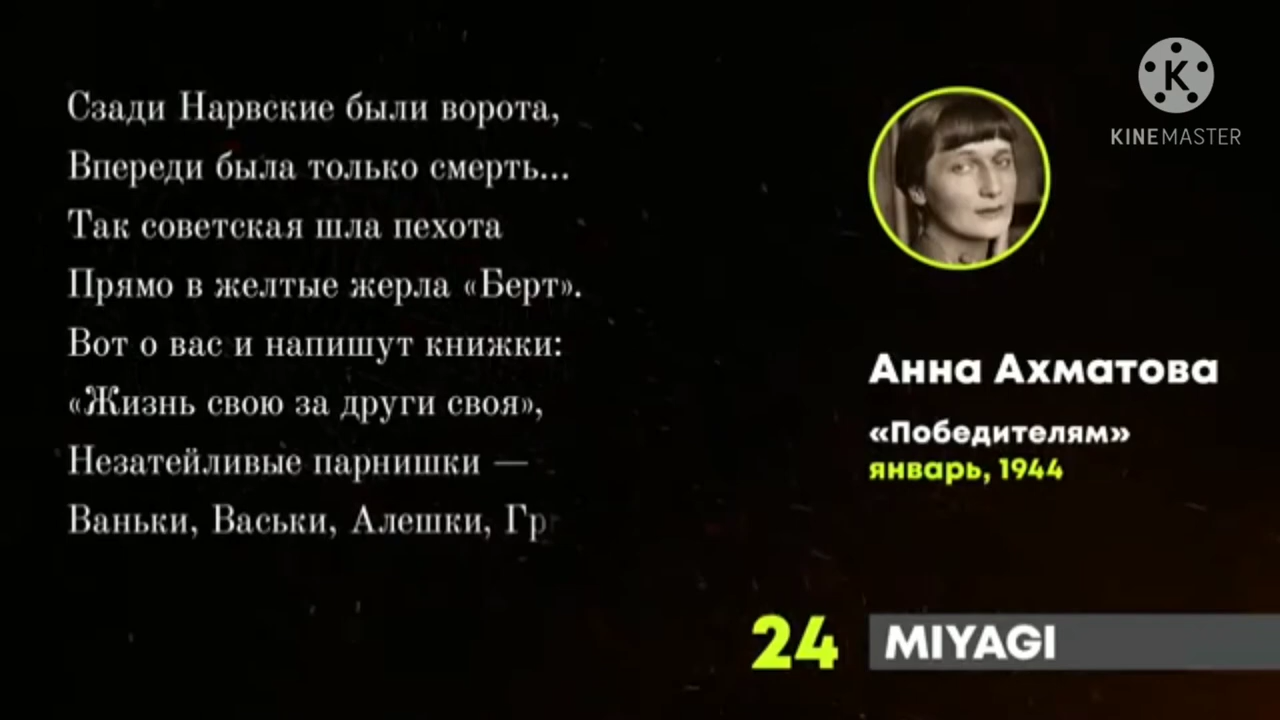 Сзади Нарвские были ворота,
Впереди была только смерть...
Так советская шла пехота
Прямо в желтые жерла «Берт».
Вот о вас и напишут книжки:
«Жизнь свою за други своя»,
Незатейливые парнишки —
Ваньки, Васьки, Алешки,
KINEMASTER
Анна Ахматова
«Победителям»
январь, 1944
24 MIYAGI